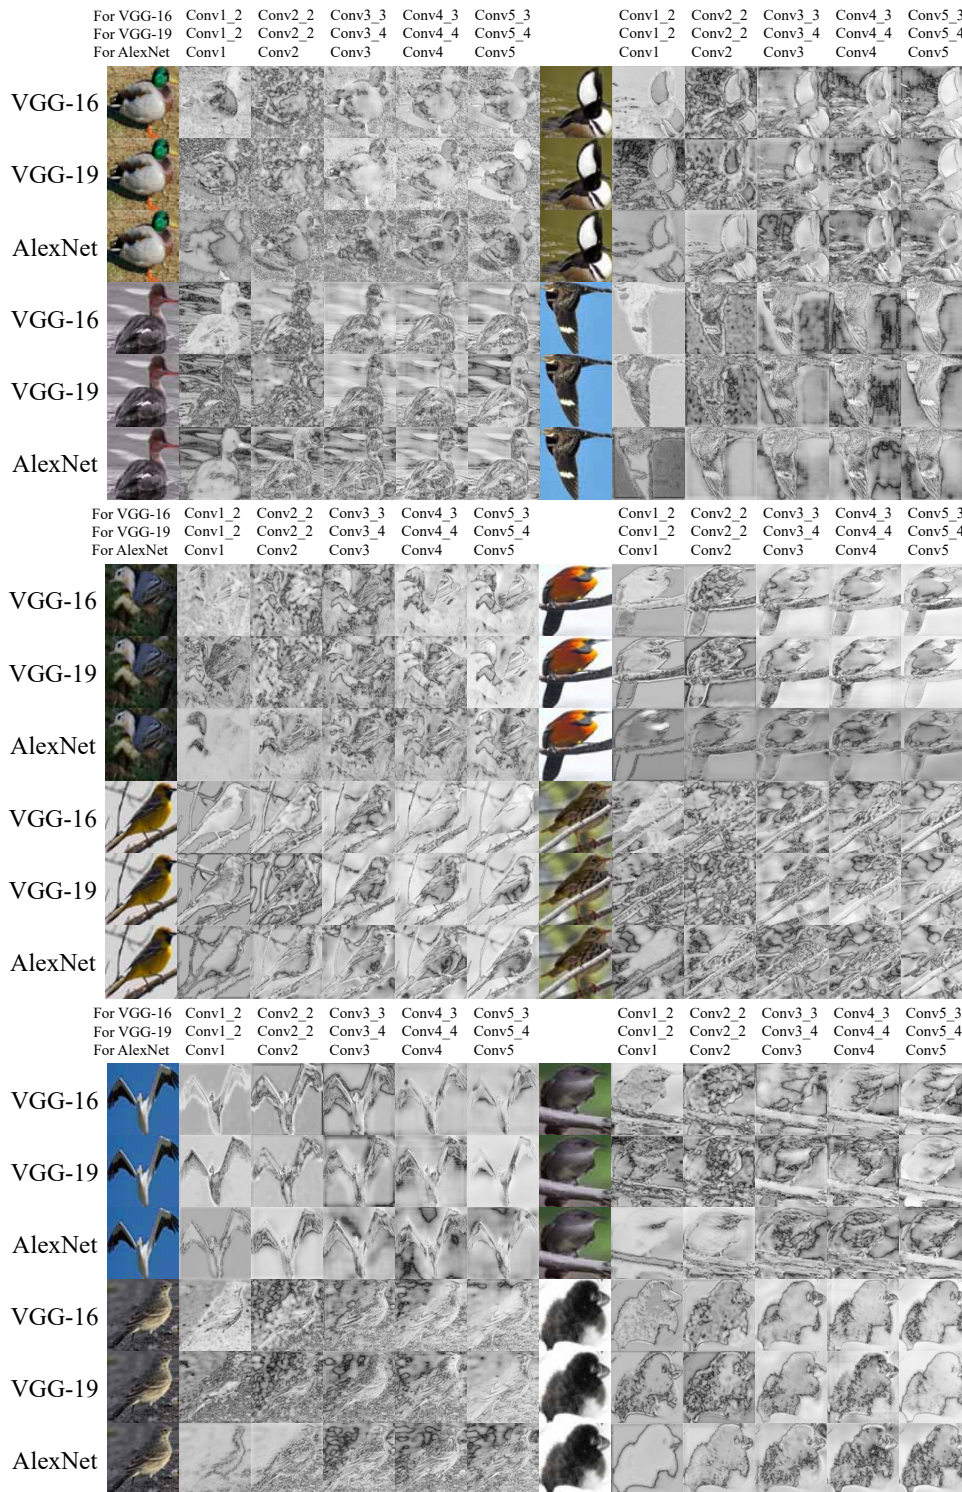 For VGG-16 Conv1_2 Conv2_2 Conv3_3 Conv4_3 Conv5_3 Conv1_2 Conv2_2 Conv3_3 Conv4_3 Conv5_3
For VGG-19 Conv1_2 Conv2_2 Conv3_4 Conv4_4 Conv5_4 Conv1_2 Conv2_2 Conv3_4 Conv4_4 Conv5_4
For AlexNet Conv1 Conv2 Conv3 Conv4 Conv5 Conv1 Conv2 Conv3 Conv4 Conv5
VGG-16
VGG-19
AlexNet
VGG-16
VGG-19
AlexNet
For VGG-16 Conv1_2 Conv2_2 Conv3_3 Conv4_3 Conv5_3 Conv1_2 Conv2_2 Conv3_3 Conv4_3 Conv5_3
For VGG-19 Conv1_2 Conv2_2 Conv3_4 Conv4_4 Conv5_4 Conv1_2 Conv2_2 Conv3_4 Conv4_4 Conv5_4
For AlexNet Conv1 Conv2 Conv3 Conv4 Conv5 Conv1 Conv2 Conv3 Conv4 Conv5
VGG-16
VGG-19
AlexNet
VGG-16
VGG-19
AlexNet
For VGG-16 Conv1_2 Conv2_2 Conv3_3 Conv4_3 Conv5_3 Conv1_2 Conv2_2 Conv3_3 Conv4_3 Conv5_3
For VGG-19 Conv1_2 Conv2_2 Conv3_4 Conv4_4 Conv5_4 Conv1_2 Conv2_2 Conv3_4 Conv4_4 Conv5_4
For AlexNet Conv1 Conv2 Conv3 Conv4 Conv5 Conv1 Conv2 Conv3 Conv4 Conv5
VGG-16
VGG-19
AlexNet
VGG-16
VGG-19
AlexNet